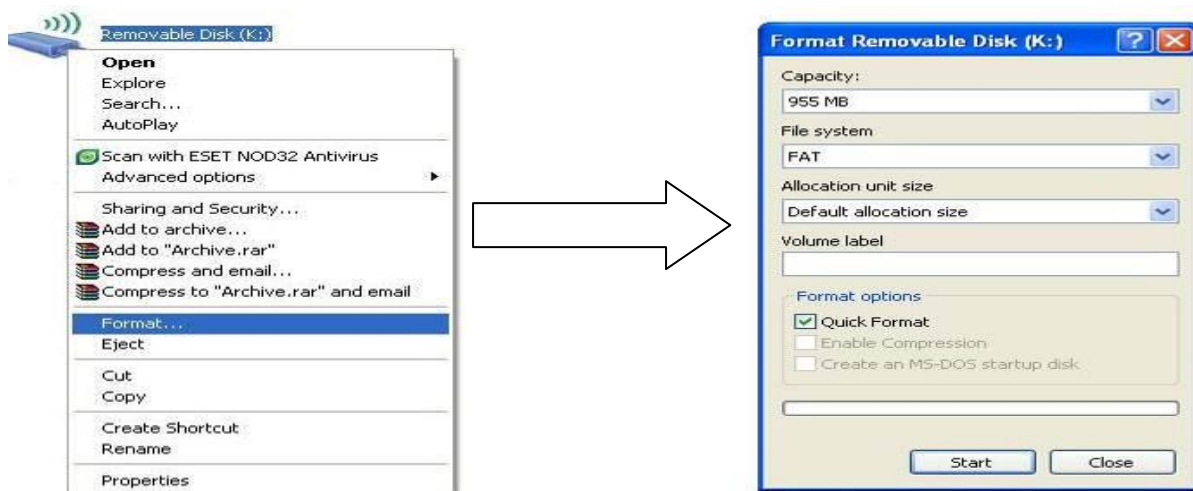 Removable Disk (K:)
Open
Explore
Search...
AutoPlay
Scan with ESET NOD32 Antivirus
Advanced options
Sharing and Security...
Add to archive...
Add to "Archive.rar"
Compress and email...
Compress to "Archive.rar" and email
Format...
Eject
Cut
Copy
Create Shortcut
Rename
Properties
Format Removable Disk (K:)
Capacity:
955 MB
File system
FAT
Allocation unit size
Default allocation size
Volume label
Format options
Quick Format
Enable Compression
Create an MS-DOS startup disk
Start
Close